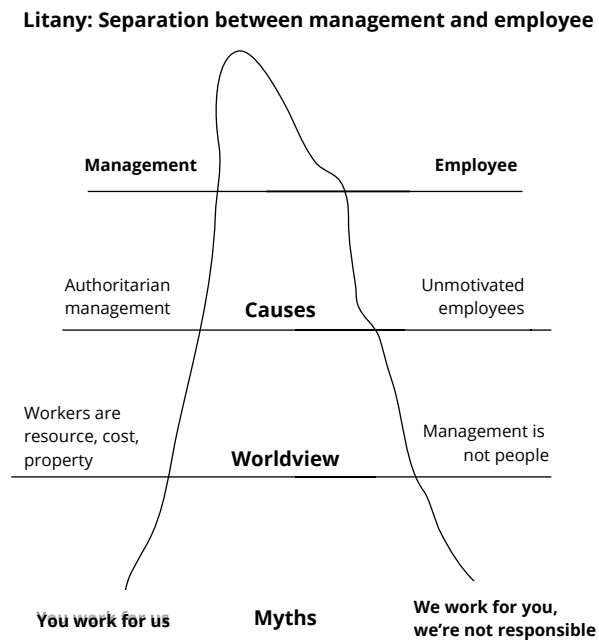 Litany: Separation between management and employee
Management
Employee
Authoritarian
management
Causes
Unmotivated
employees
Workers are
resource, cost,
property
Worldview
Management is
not people
You work for us
Myths
We work for you,
we’re not responsible